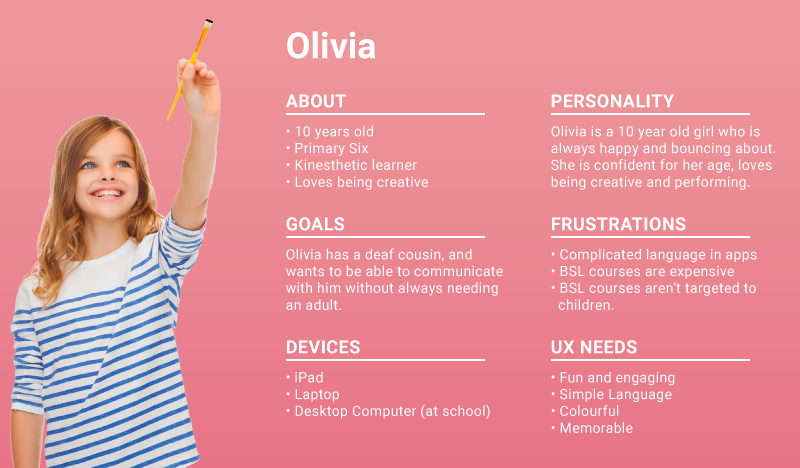 Olivia
ABOUT
• 10 years old
• Primary Six
• Kinesthetic learner
• Loves being creative
PERSONALITY
Olivia is a 10 year old girl who is
always happy and bouncing about.
She is confident for her age, loves
being creative and performing.
GOALS
Olivia has a deaf cousin, and
wants to be able to communicate
with him without always needing
an adult.
FRUSTRATIONS
• Complicated language in apps
• BSL courses are expensive
• BSL courses aren’t targeted to
children.
DEVICES
• iPad
• Laptop
• Desktop Computer (at school)
UX NEEDS
• Fun and engaging
• Simple Language
• Colourful
• Memorable